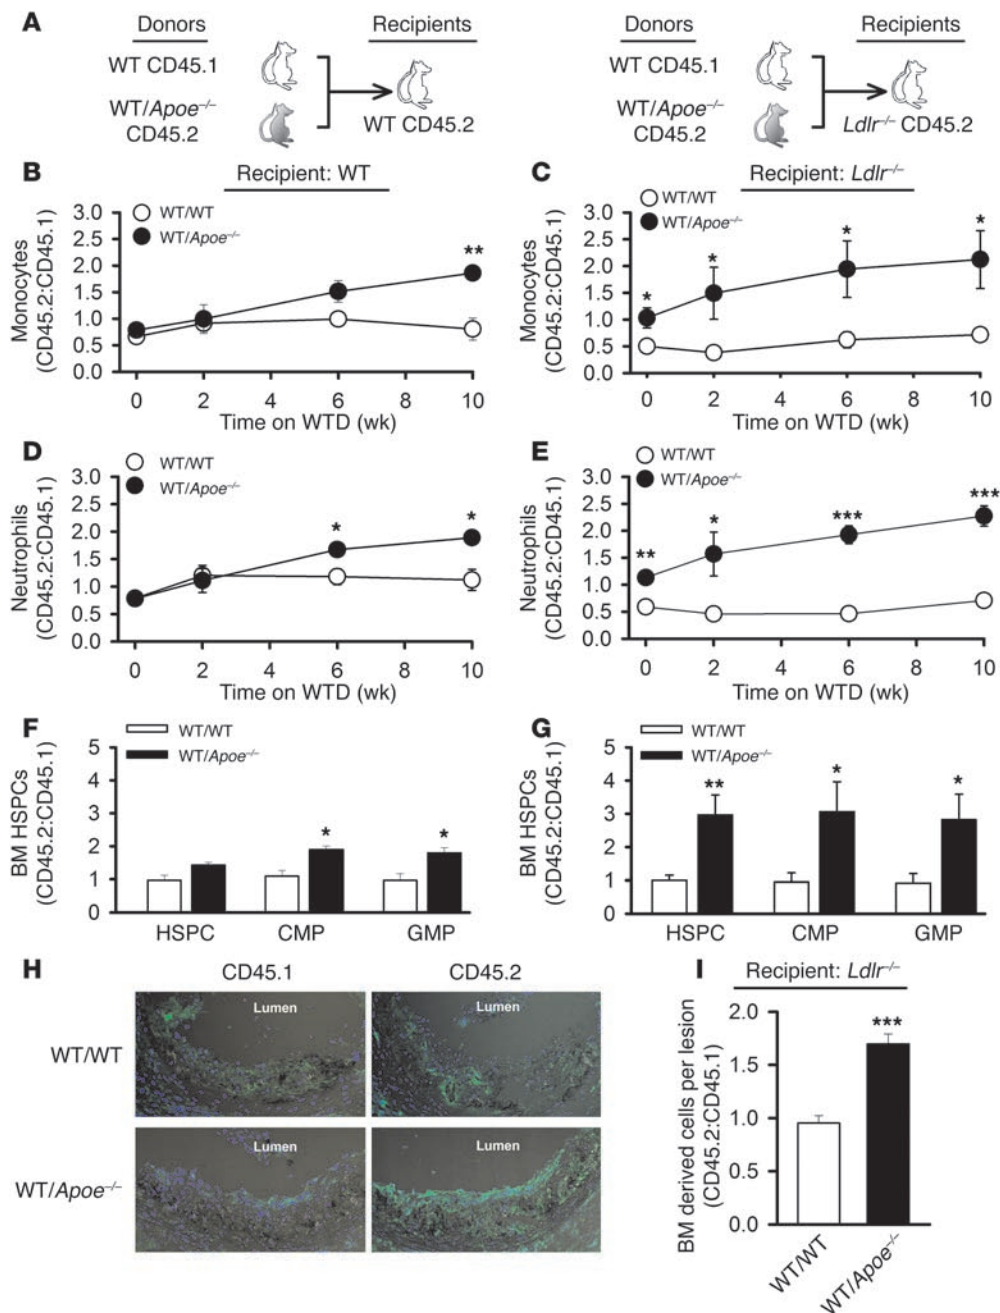 A
Donors
Recipients
WT CD45.1
WT/Apoe–/–
CD45.2
WT CD45.2
Donors
Recipients
WT CD45.1
WT/Apoe–/–
CD45.2
Ldlr–/– CD45.2
B
Recipient: WT
WT/WT
WT/Apoe–/–
Monocytes
(CD45.2:CD45.1)
3.0
2.5
2.0
1.5
1.0
0.5
0.0
**
0 2 4 6 8 10
Time on WTD (wk)
C
Recipient: Ldlr–/–
WT/WT
WT/Apoe–/–
Monocytes
(CD45.2:CD45.1)
3.0
2.5
2.0
1.5
1.0
0.5
0.0
* * * *
0 2 4 6 8 10
Time on WTD (wk)
D
WT/WT
WT/Apoe–/–
Neutrophils
(CD45.2:CD45.1)
3.0
2.5
2.0
1.5
1.0
0.5
0.0
* *
0 2 4 6 8 10
Time on WTD (wk)
E
WT/WT
WT/Apoe–/–
Neutrophils
(CD45.2:CD45.1)
3.0
2.5
2.0
1.5
1.0
0.5
0.0
** * *** ***
0 2 4 6 8 10
Time on WTD (wk)
F
WT/WT
WT/Apoe–/–
BM HSPCs
(CD45.2:CD45.1)
5
4
3
2
1
0
* *
HSPC CMP GMP
G
WT/WT
WT/Apoe–/–
BM HSPCs
(CD45.2:CD45.1)
5
4
3
2
1
0
** * *
HSPC CMP GMP
H
CD45.1 CD45.2
WT/WT
Lumen Lumen
WT/Apoe–/–
Lumen Lumen
I
Recipient: Ldlr–/–
BM derived cells per lesion
(CD45.2:CD45.1)
2.0
1.5
1.0
0.5
0.0
***
WT/WT
WT/Apoe–/–